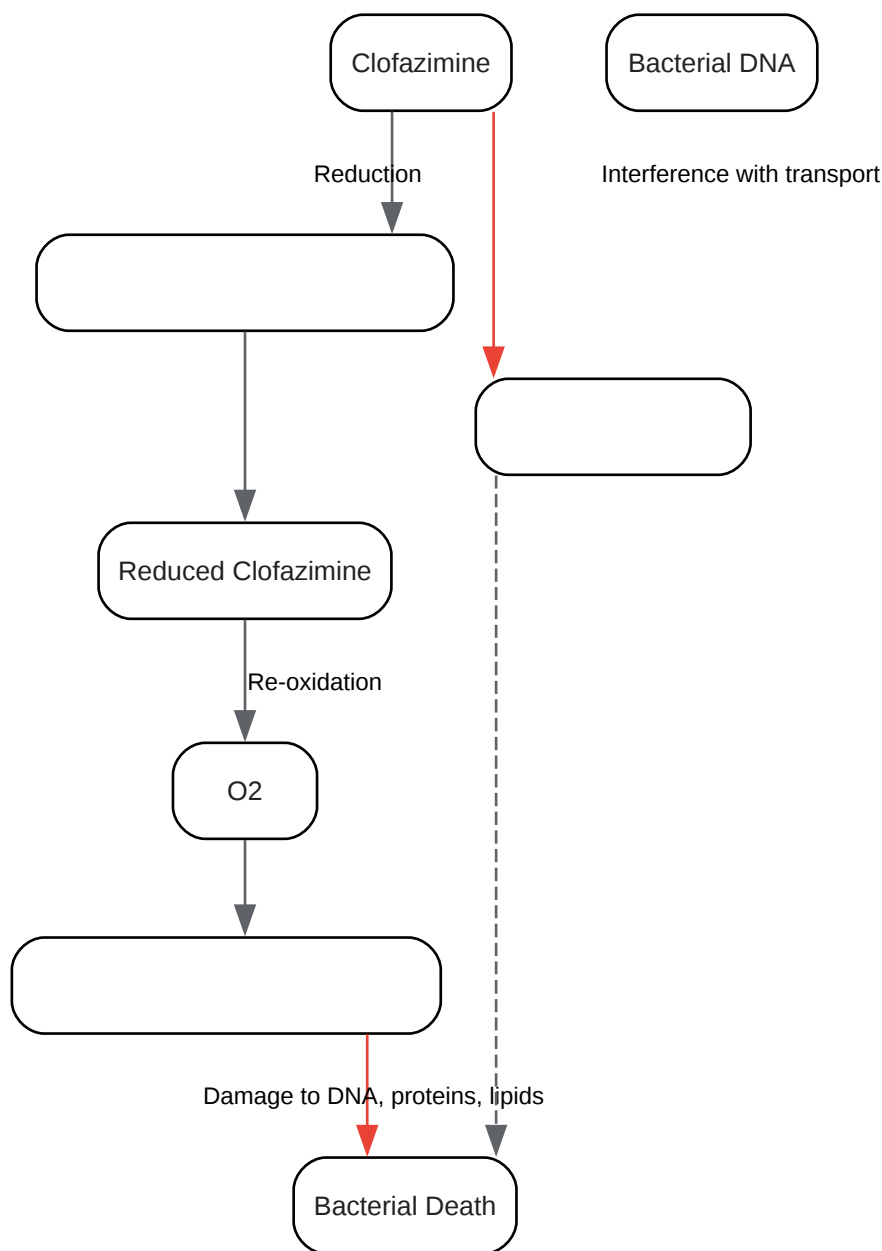 Clofazimine
Bacterial DNA
Reduction
Interference with transport
Reduced Clofazimine
Re-oxidation
O2
Damage to DNA, proteins, lipids
Bacterial Death